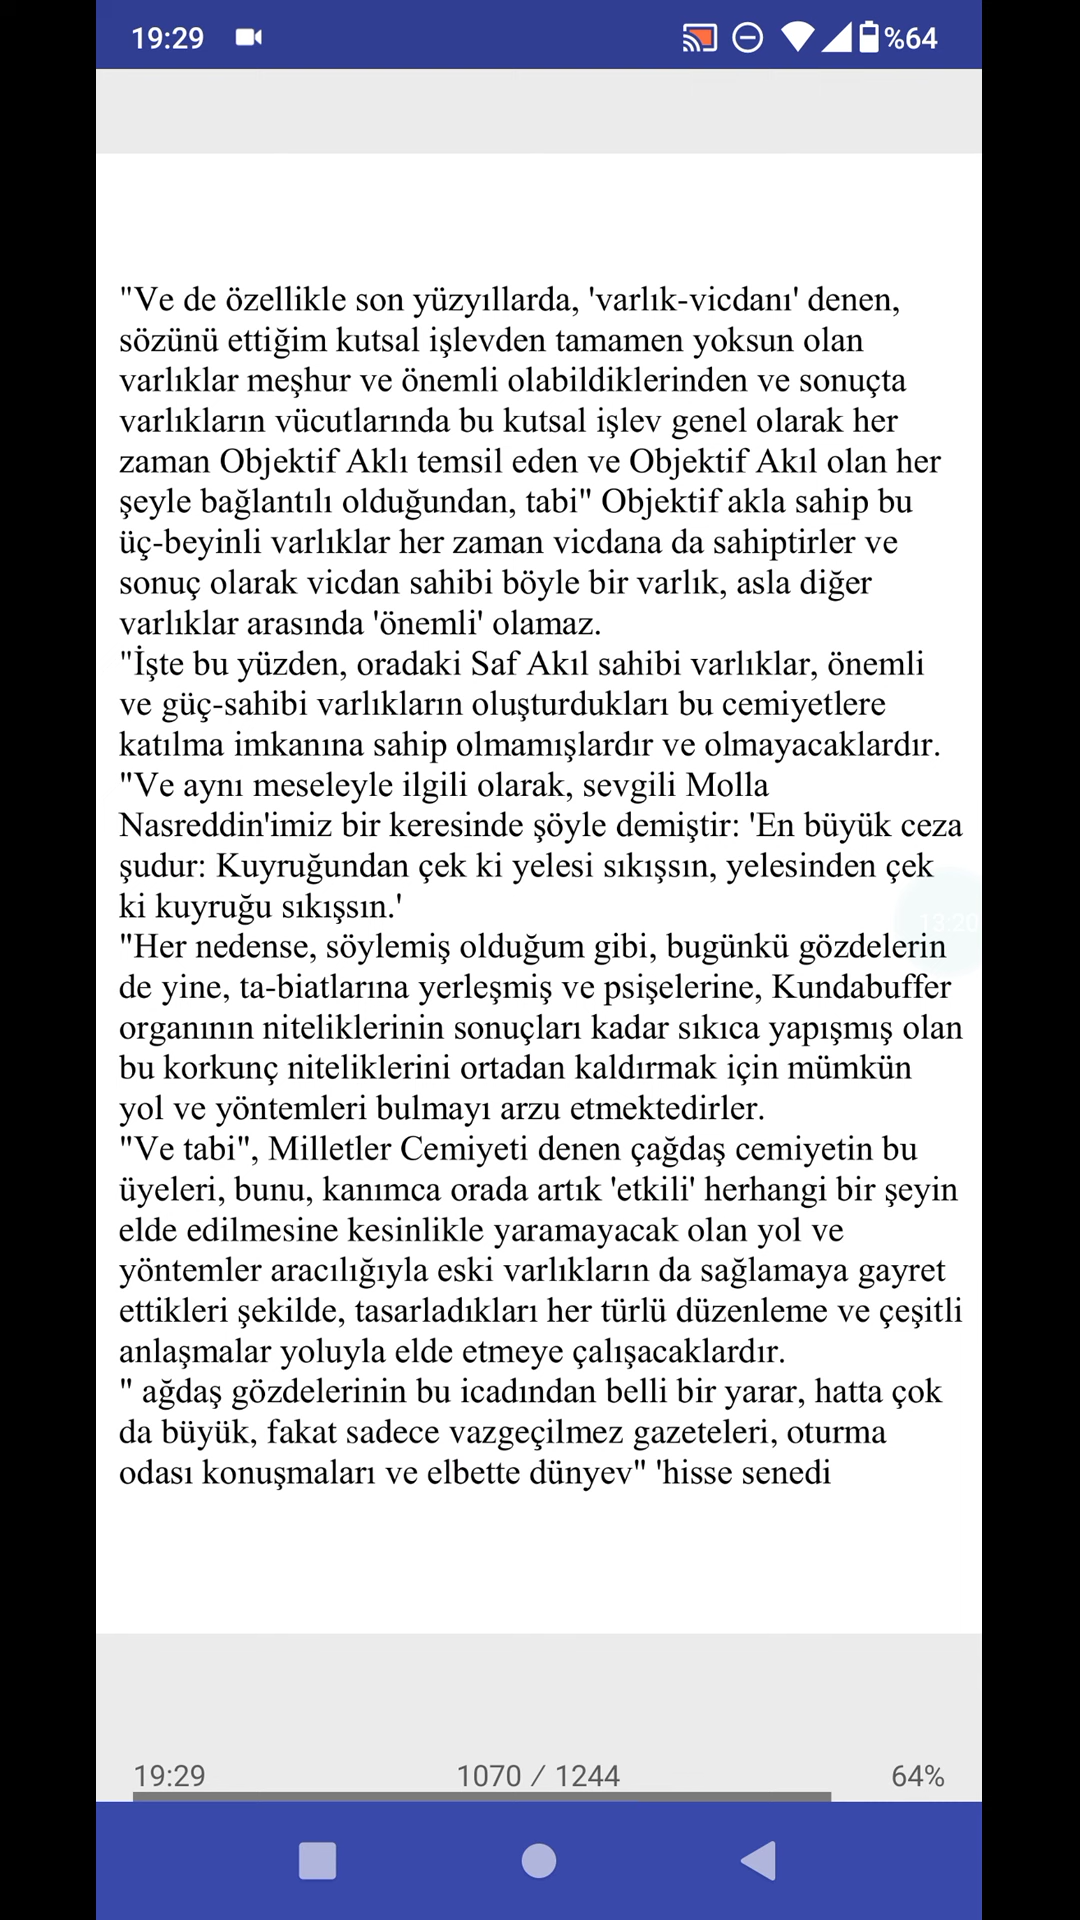 19:29 %64
"Ve de özellikle son yüzyıllarda, 'varlık-vicdanı' denen,
sözünü ettiğim kutsal işlevden tamamen yoksun olan
varlıklar meşhur ve önemli olabildiklerinden ve sonuçta
varlıkların vücutlarında bu kutsal işlev genel olarak her
zaman Objektif Aklı temsil eden ve Objektif Akıl olan her
şeyle bağlantılı olduğundan, tabi" Objektif akla sahip bu
üç-beyinli varlıklar her zaman vicdana da sahiptirler ve
sonuç olarak vicdan sahibi böyle bir varlık, asla diğer
varlıklar arasında 'önemli' olamaz.
"İşte bu yüzden, oradaki Saf Akıl sahibi varlıklar, önemli
ve güç-sahibi varlıkların oluşturdukları bu cemiyetlere
katılma imkanına sahip olmamışlardır ve olmayacaklardır.
"Ve aynı meseleyle ilgili olarak, sevgili Molla
Nasreddin'imiz bir keresinde şöyle demiştir: 'En büyük ceza
şudur: Kuyruğundan çek ki yelesi sıkışsın, yelesinden çek
ki kuyruğu sıkışsın.'
13:20
"Her nedense, söylemiş olduğum gibi, bugünkü gözdelerin
de yine, ta-biatlarına yerleşmiş ve psişelerine, Kundabuffer
organının niteliklerinin sonuçları kadar sıkıca yapışmış olan
bu korkunç niteliklerini ortadan kaldırmak için mümkün
yol ve yöntemleri bulmayı arzu etmektedirler.
"Ve tabi", Milletler Cemiyeti denen çağdaş cemiyetin bu
üyeleri, bunu, kanımca orada artık 'etkili' herhangi bir şeyin
elde edilmesine kesinlikle yaramayacak olan yol ve
yöntemler aracılığıyla eski varlıkların da sağlamaya gayret
ettikleri şekilde, tasarladıkları her türlü düzenleme ve çeşitli
anlaşmalar yoluyla elde etmeye çalışacaklardır.
" ağdaş gözdelerinin bu icadından belli bir yarar, hatta çok
da büyük, fakat sadece vazgeçilmez gazeteleri, oturma
odası konuşmaları ve elbette dünyev" 'hisse senedi
19:29 1070 / 1244 64%